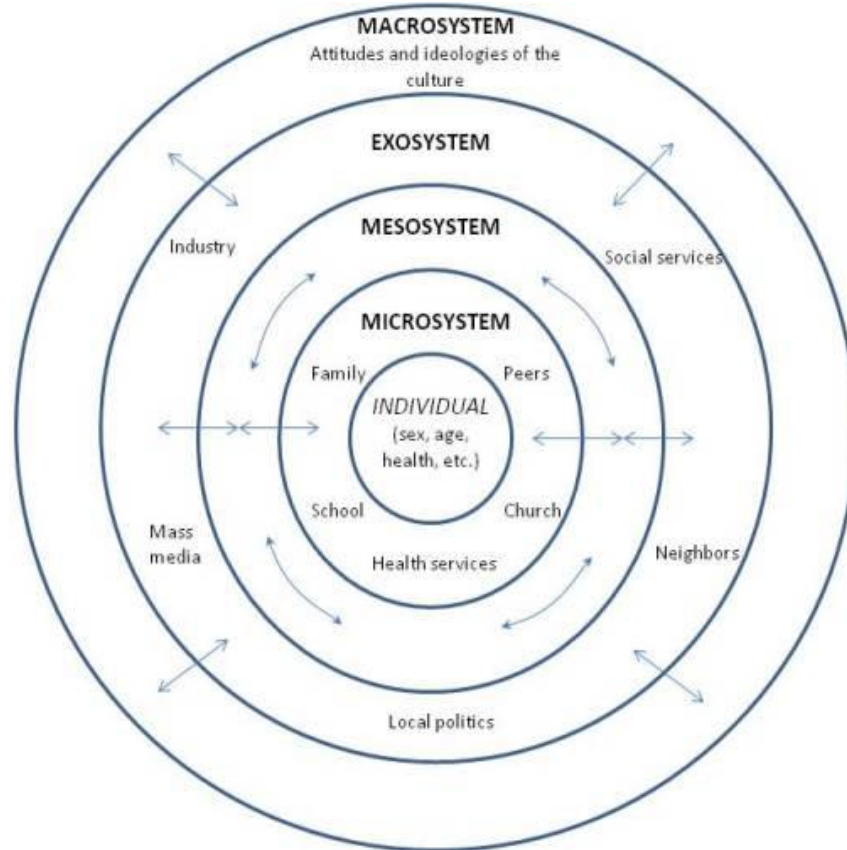 MACROSYSTEM
Attitudes and ideologies of the
culture
EXOSYSTEM
MESOSYSTEM
Industry
Social services
MICROSYSTEM
Family
Peers
INDIVIDUAL
(sex, age,
health, etc.)
School
Church
Mass
media
Health services
Neighbors
Local politics